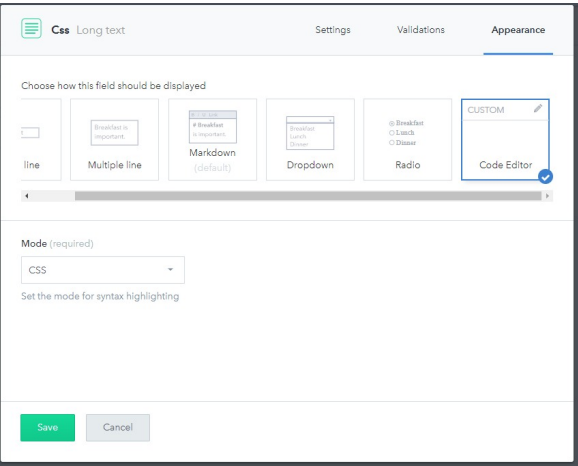 Css Long text
Settings
Validations
Appearance
Choose how this field should be displayed
line
Breakfast is
important.
Multiple line
# Breakfast
is important.
Markdown
(default)
Breakfast
Lunch
Dinner
Dropdown
Breakfast
Lunch
Dinner
Radio
CUSTOM
Code Editor
Mode (required)
CSS
Set the mode for syntax highlighting
Save
Cancel